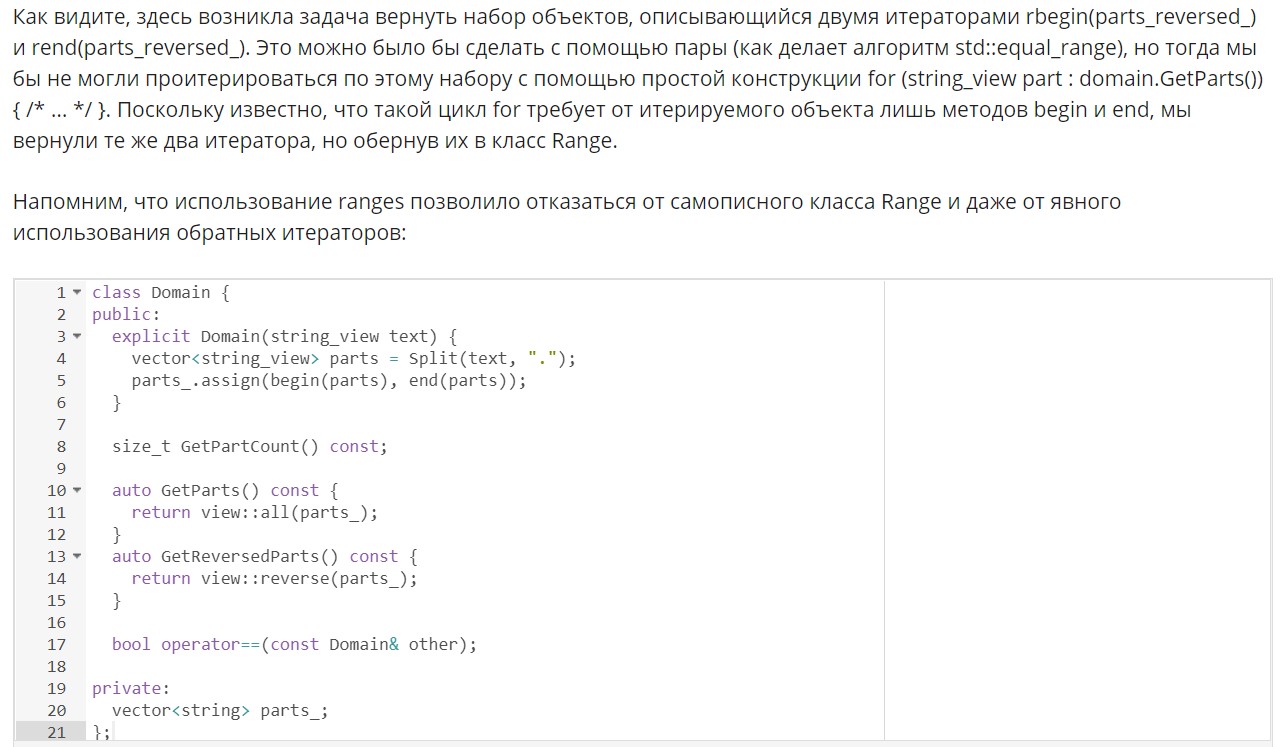 Как видите, здесь возникла задача вернуть набор объектов, описывающийся двумя итераторами rbegin(parts_reversed_)
и rend(parts_reversed_). Это можно было бы сделать с помощью пары (как делает алгоритм std::equal_range), но тогда мы
бы не могли проитерироваться по этому набору с помощью простой конструкции for (string_view part : domain.GetParts())
{ /* ... */ }. Поскольку известно, что такой цикл for требует от итерируемого объекта лишь методов begin и end, мы
вернули те же два итератора, но обернув их в класс Range.
Напомним, что использование ranges позволило отказаться от самописного класса Range и даже от явного
использования обратных итераторов:
1 class Domain {
2 public:
3   explicit Domain(string_view text) {
4     vector<string_view> parts = Split(text, ".");
5     parts_.assign(begin(parts), end(parts));
6   }
7
8   size_t GetPartCount() const;
9
10   auto GetParts() const {
11     return view::all(parts_);
12   }
13   auto GetReversedParts() const {
14     return view::reverse(parts_);
15   }
16
17   bool operator==(const Domain& other);
18
19 private:
20   vector<string> parts_;
21 };